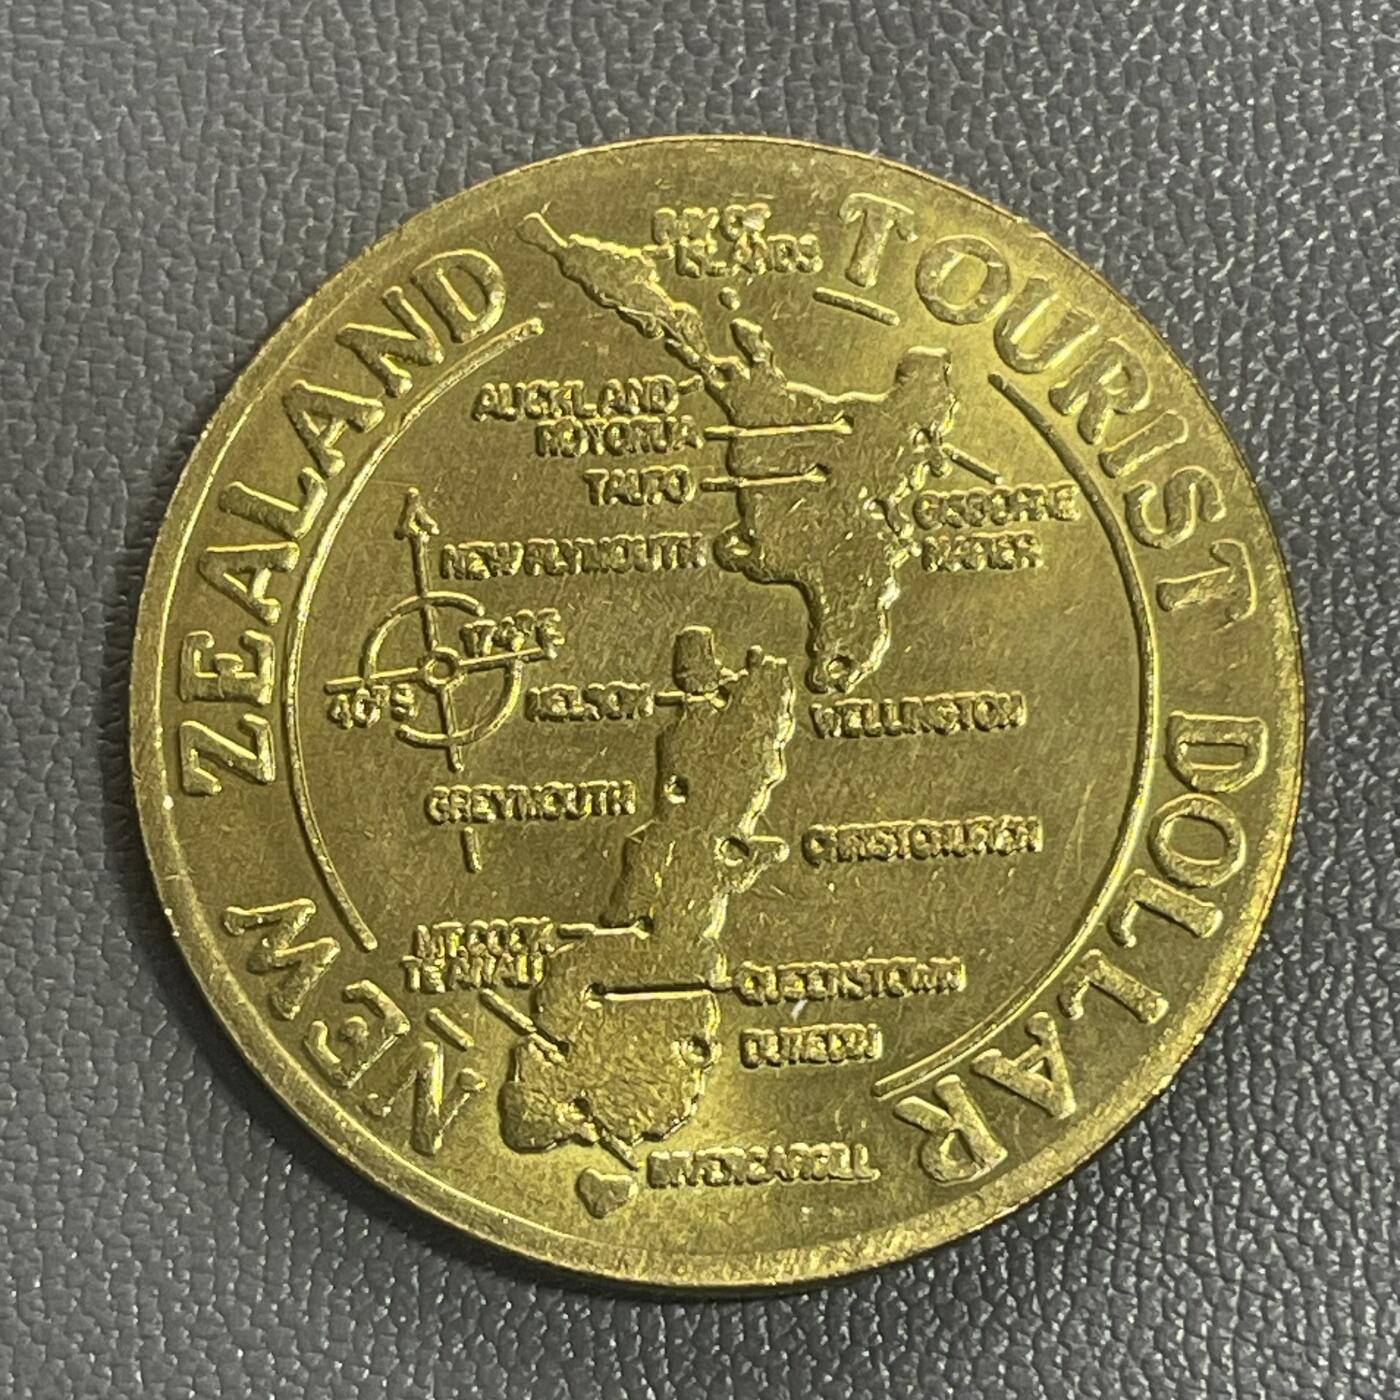 NEW ZEALAND TOURIST DOLLAR
BAY OF
ISLANDS
AUCKLAND
ROTORUA
TAUPO
GISBORNE
NEW PLYMOUTH
NAPIER
174°E
40°S
NELSON
WELLINGTON
GREYMOUTH
CHRISTCHURCH
MT. COOK
TE ANAU
QUEENSTOWN
DUNEDIN
INVERCARGILL